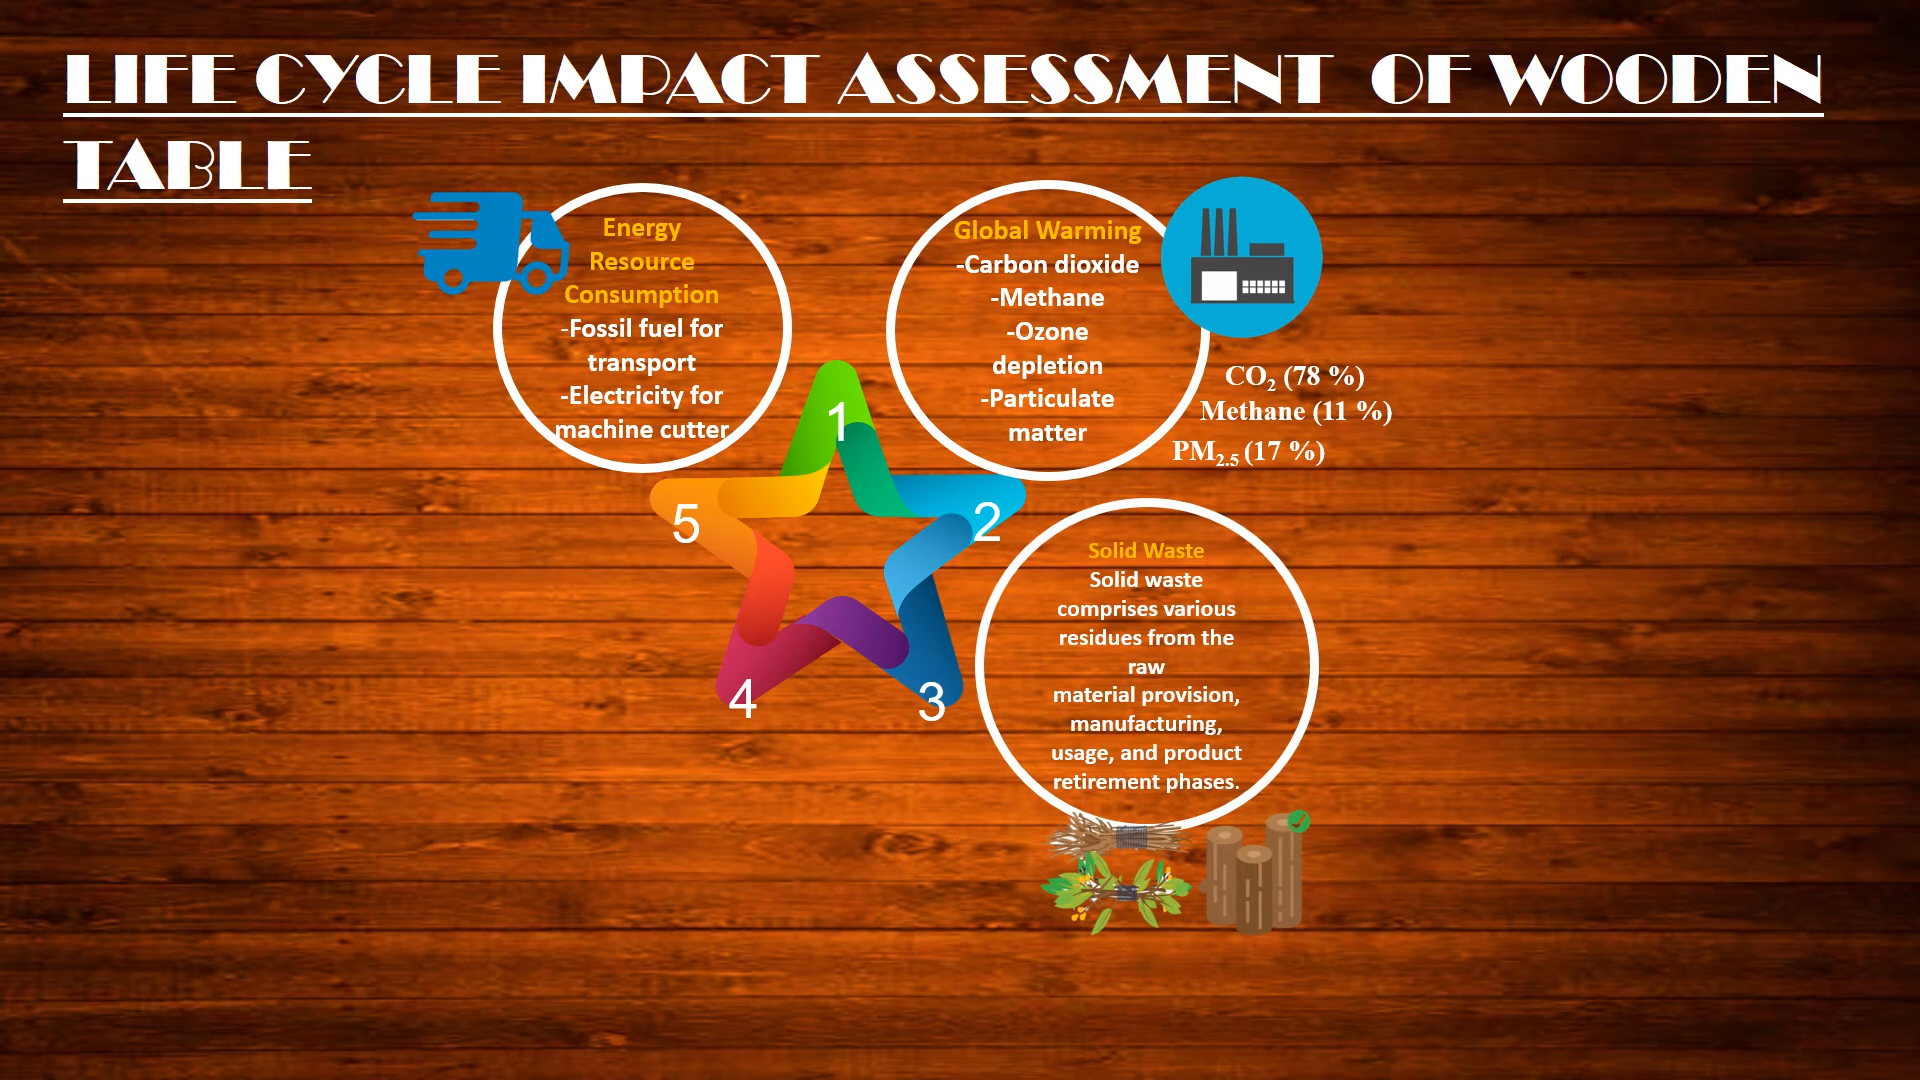 LIFE CYCLE IMPACT ASSESSMENT OF WOODEN
TABLE
Energy
Resource
Consumption
-Fossil fuel for
transport
-Electricity for
machine cutter
Global Warming
-Carbon dioxide
-Methane
-Ozone
depletion
-Particulate
matter
CO₂ (78 %)
Methane (11 %)
PM₂.₅ (17 %)
1
2
3
4
5
Solid Waste
Solid waste
comprises various
residues from the
raw
material provision,
manufacturing,
usage, and product
retirement phases.